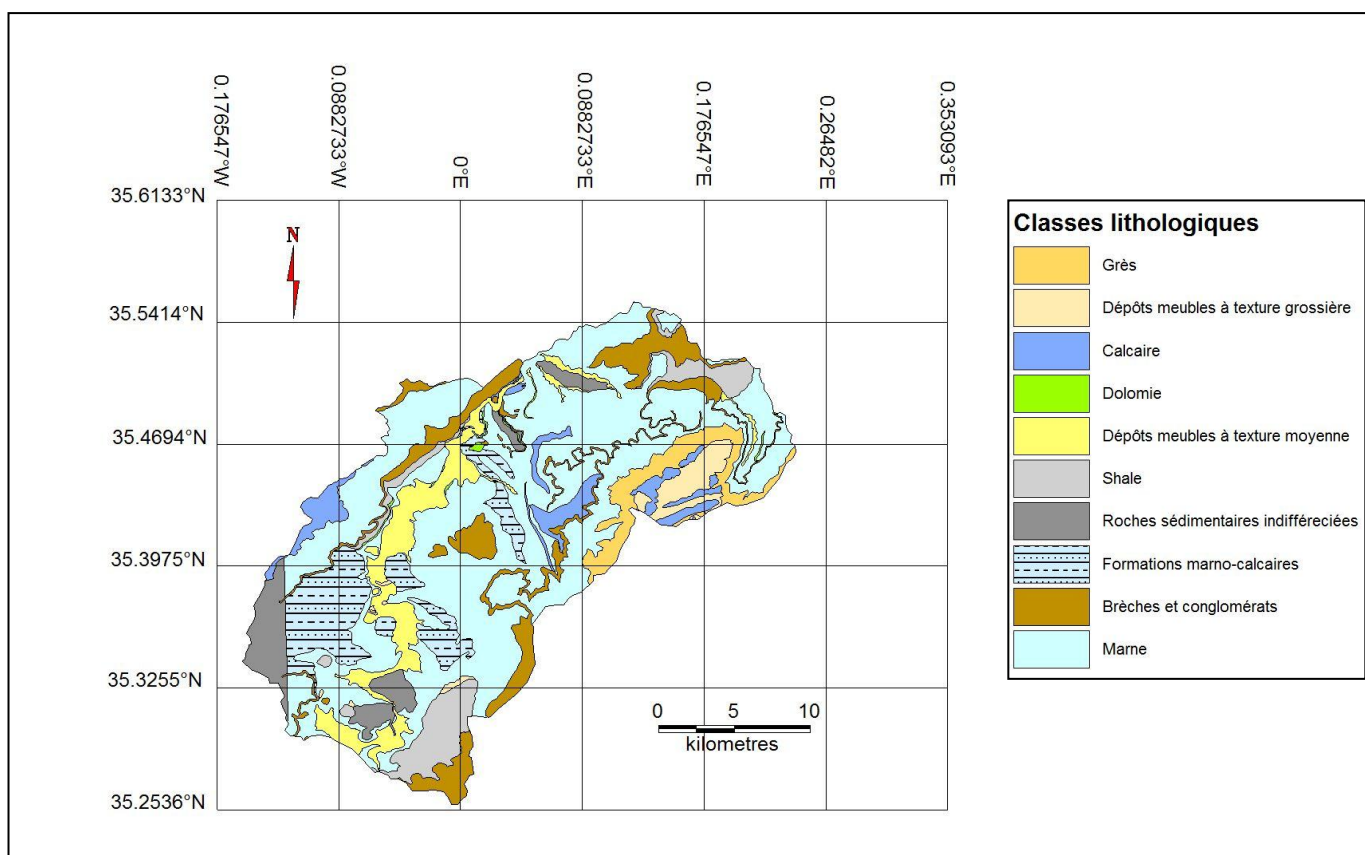 0.176547°W
0.0882733°W
0°E
0.0882733°E
0.176547°E
0.26482°E
0.353093°E
35.6133°N
35.5414°N
35.4694°N
35.3975°N
35.3255°N
35.2536°N
N
0 5 10
kilometres
Classes lithologiques
Grès
Dépôts meubles à texture grossière
Calcaire
Dolomie
Dépôts meubles à texture moyenne
Shale
Roches sédimentaires indifféreciées
Formations marno-calcaires
Brèches et conglomérats
Marne